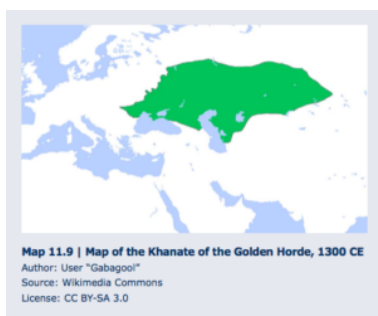 Map 11.9 | Map of the Khanate of the Golden Horde, 1300 CE
Author: User "Gabagool"
Source: Wikimedia Commons
License: CC BY-SA 3.0